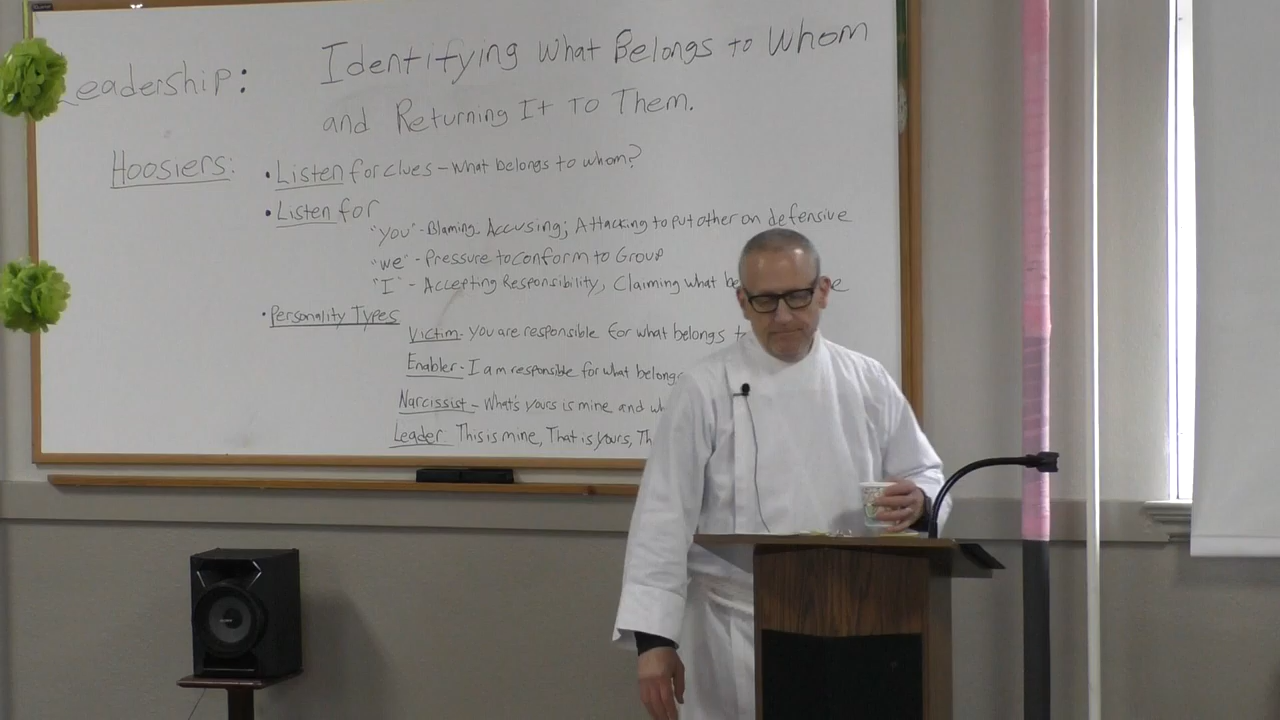 Leadership: Identifying What Belongs to Whom
and Returning It To Them.
Hoosiers: • Listen for clues - What belongs to whom?
• Listen for
"you" - Blaming, Accusing; Attacking to put other on defensive
"we" - Pressure to Conform to Group
"I" - Accepting Responsibility, Claiming what
• Personality Types
Victim - You are responsible for what belongs
Enabler - I am responsible for what
Narcissist - What's yours is mine and
Leader This is mine, That is yours,